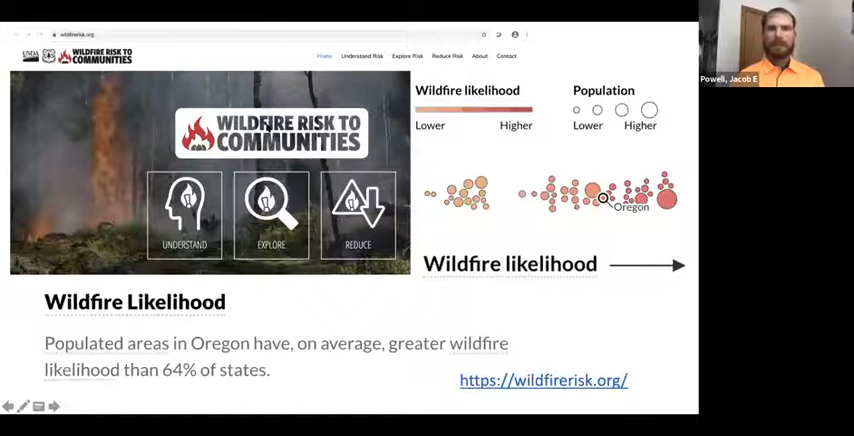 wildfirerisk.org
USDA
WILDFIRE RISK TO
COMMUNITIES
Home Understand Risk Explore Risk Reduce Risk About Contact
WILDFIRE RISK TO
COMMUNITIES
UNDERSTAND EXPLORE REDUCE
Wildfire likelihood
Lower Higher
Population
Lower Higher
Oregon
Wildfire likelihood
Wildfire Likelihood
Populated areas in Oregon have, on average, greater wildfire
likelihood than 64% of states.
https://wildfirerisk.org/
Powell, Jacob E